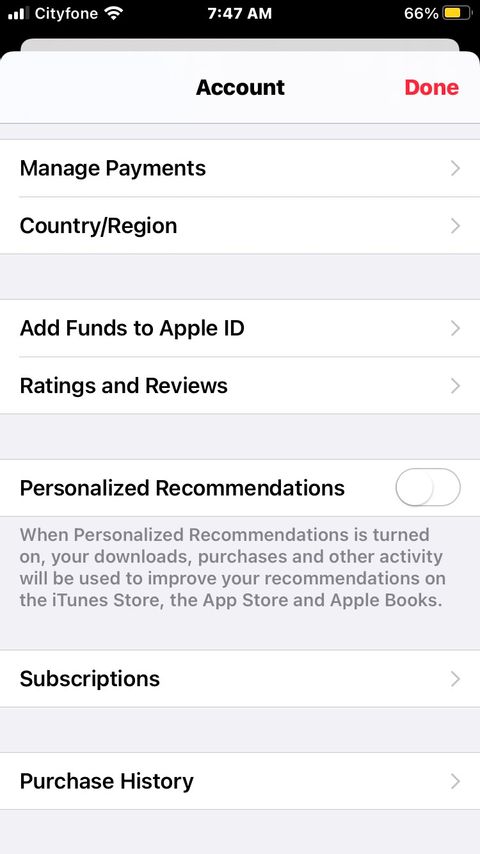 Cityfone 7:47 AM 66%
Account Done
Manage Payments
Country/Region
Add Funds to Apple ID
Ratings and Reviews
Personalized Recommendations
When Personalized Recommendations is turned
on, your downloads, purchases and other activity
will be used to improve your recommendations on
the iTunes Store, the App Store and Apple Books.
Subscriptions
Purchase History